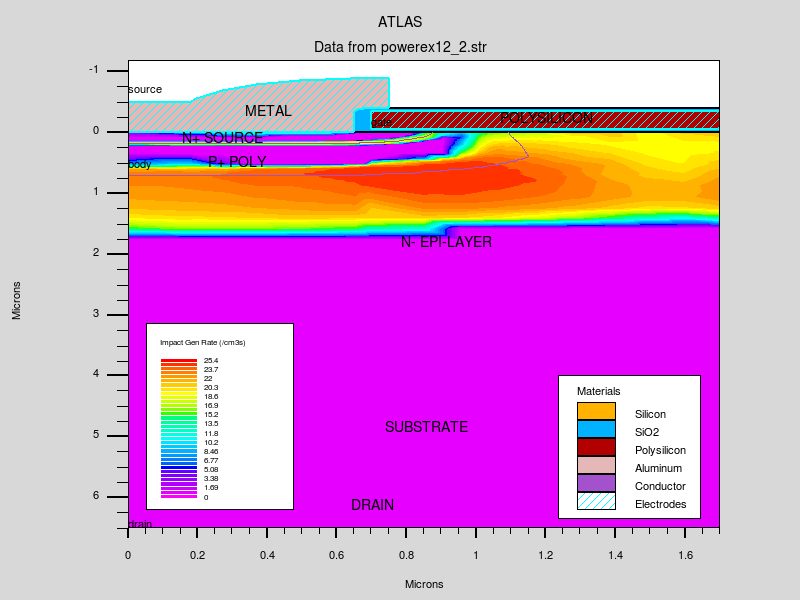 ATLAS
Data from powerex12_2.str
-1
source
METAL
gate
POLYSILICON
0
N+ SOURCE
P+ POLY
body
1
N- EPI-LAYER
2
Microns
3
Impact Gen Rate (/cm3s)
25.4
23.7
22
20.3
18.6
16.9
15.2
13.5
11.8
10.2
8.46
6.77
5.08
3.38
1.69
0
4
Materials
Silicon
SiO2
Polysilicon
Aluminum
Conductor
Electrodes
SUBSTRATE
5
6
DRAIN
drain
0 0.2 0.4 0.6 0.8 1 1.2 1.4 1.6
Microns